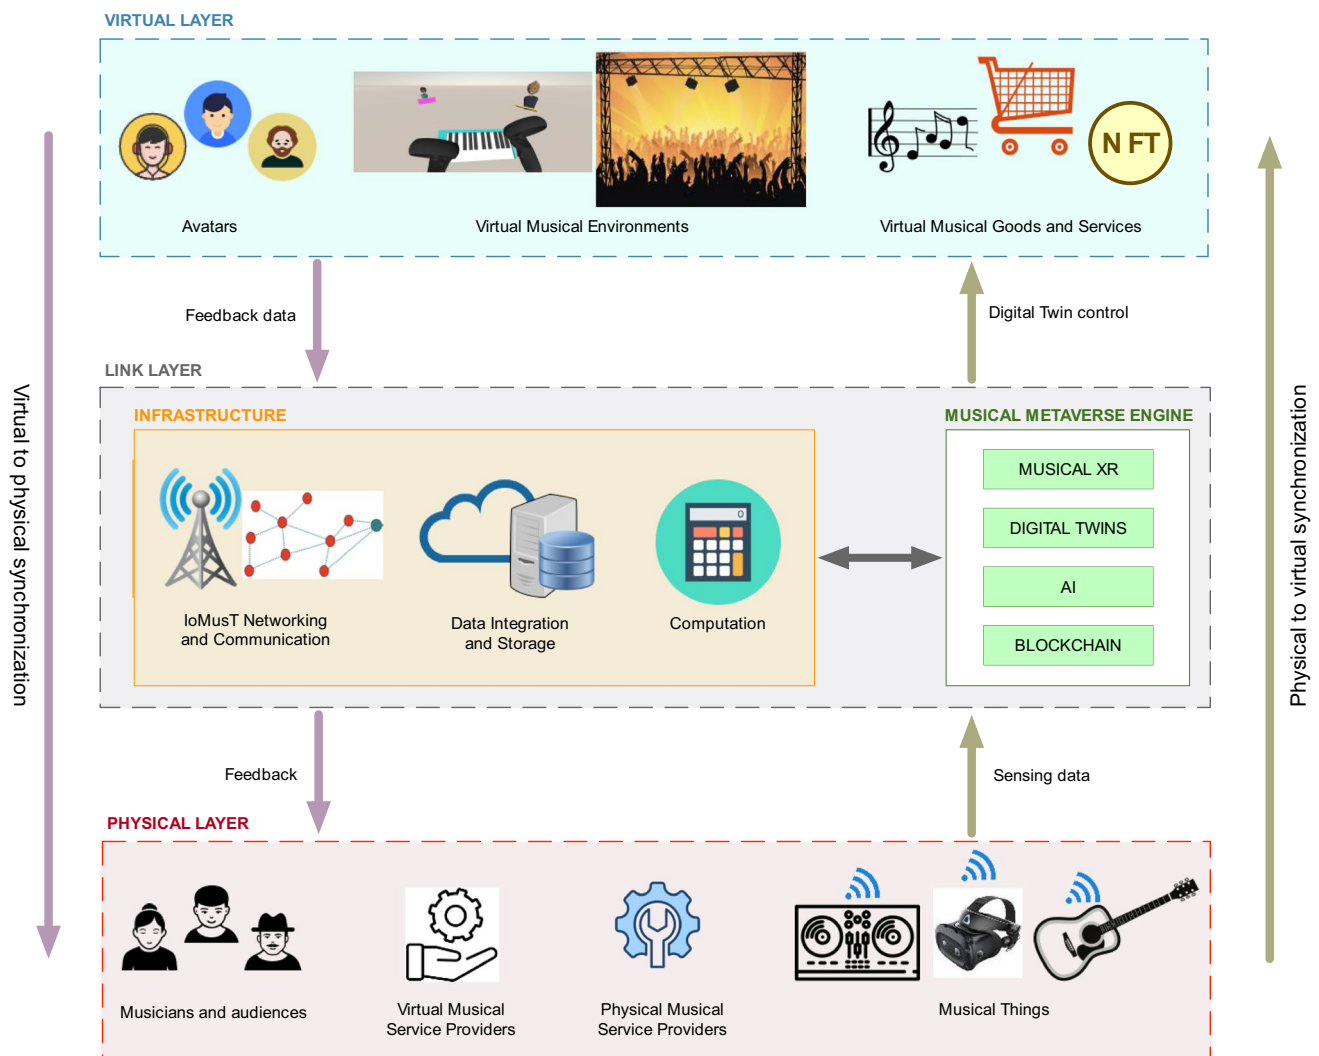 VIRTUAL LAYER
N FT
Avatars
Virtual Musical Environments
Virtual Musical Goods and Services
Feedback data
Digital Twin control
LINK LAYER
INFRASTRUCTURE
MUSICAL METAVERSE ENGINE
MUSICAL XR
DIGITAL TWINS
AI
BLOCKCHAIN
0
IoMusT Networking
and Communication
Data Integration
and Storage
Computation
Virtual to physical synchronization
Physical to virtual synchronization
Feedback
Sensing data
PHYSICAL LAYER
Musicians and audiences
Virtual Musical
Service Providers
Physical Musical
Service Providers
Musical Things